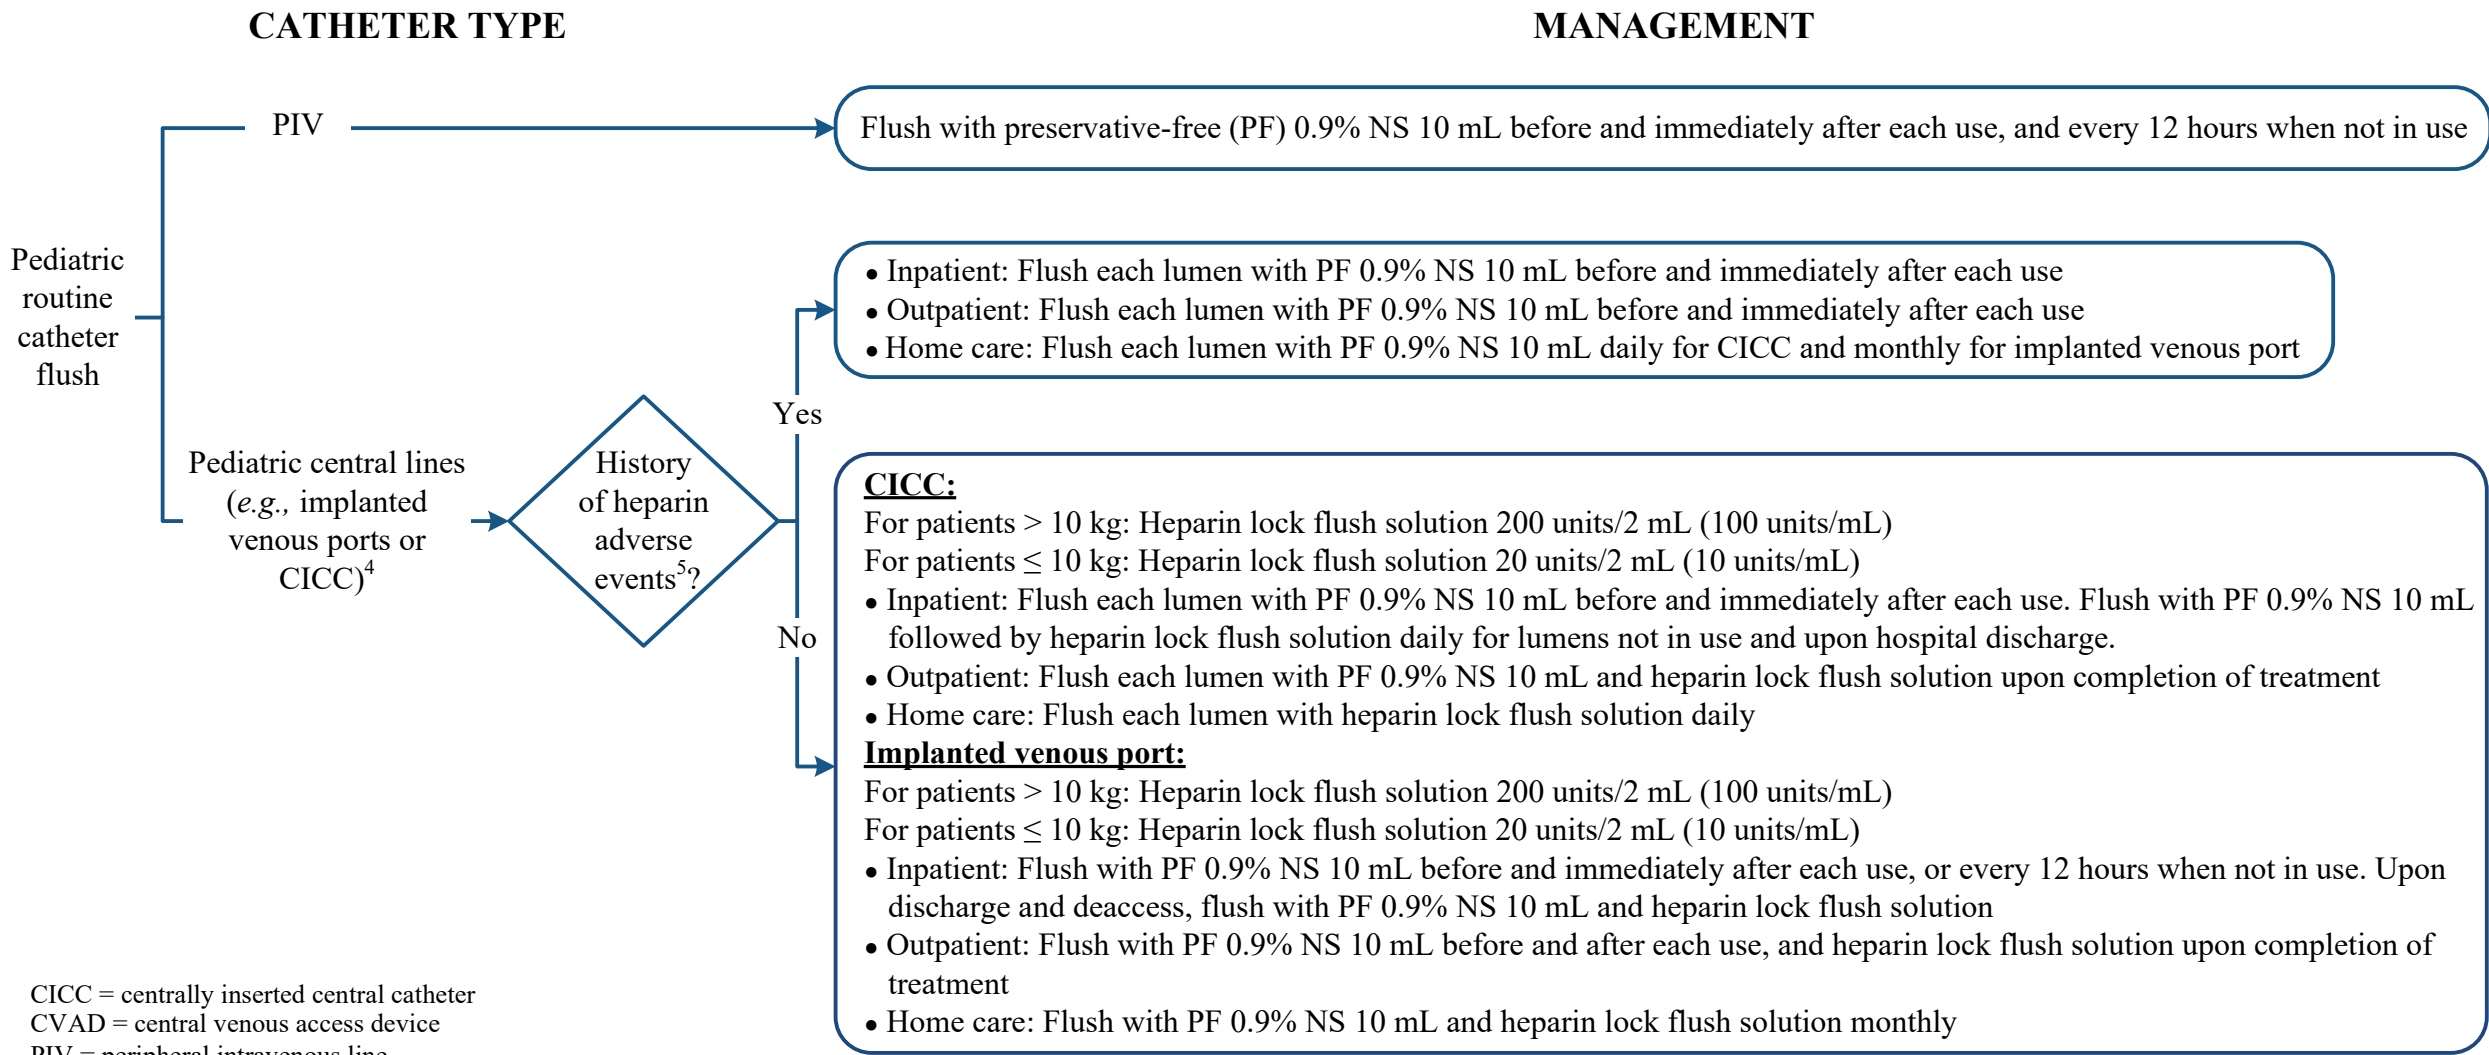 CATHETER TYPE
MANAGEMENT
Pediatric
routine
catheter
flush
PIV
Flush with preservative-free (PF) 0.9% NS 10 mL before and immediately after each use, and every 12 hours when not in use
Pediatric central lines
(e.g., implanted
venous ports or
CICC)4
History
of heparin
adverse
events5?
Yes
• Inpatient: Flush each lumen with PF 0.9% NS 10 mL before and immediately after each use
• Outpatient: Flush each lumen with PF 0.9% NS 10 mL before and immediately after each use
• Home care: Flush each lumen with PF 0.9% NS 10 mL daily for CICC and monthly for implanted venous port
No
CICC:
For patients > 10 kg: Heparin lock flush solution 200 units/2 mL (100 units/mL)
For patients ≤ 10 kg: Heparin lock flush solution 20 units/2 mL (10 units/mL)
• Inpatient: Flush each lumen with PF 0.9% NS 10 mL before and immediately after each use. Flush with PF 0.9% NS 10 mL
followed by heparin lock flush solution daily for lumens not in use and upon hospital discharge.
• Outpatient: Flush each lumen with PF 0.9% NS 10 mL and heparin lock flush solution upon completion of treatment
• Home care: Flush each lumen with heparin lock flush solution daily
Implanted venous port:
For patients > 10 kg: Heparin lock flush solution 200 units/2 mL (100 units/mL)
For patients ≤ 10 kg: Heparin lock flush solution 20 units/2 mL (10 units/mL)
• Inpatient: Flush with PF 0.9% NS 10 mL before and immediately after each use, or every 12 hours when not in use. Upon
discharge and deaccess, flush with PF 0.9% NS 10 mL and heparin lock flush solution
• Outpatient: Flush with PF 0.9% NS 10 mL before and after each use, and heparin lock flush solution upon completion of
treatment
• Home care: Flush with PF 0.9% NS 10 mL and heparin lock flush solution monthly
CICC = centrally inserted central catheter
CVAD = central venous access device
PIV = peripheral intravenous line